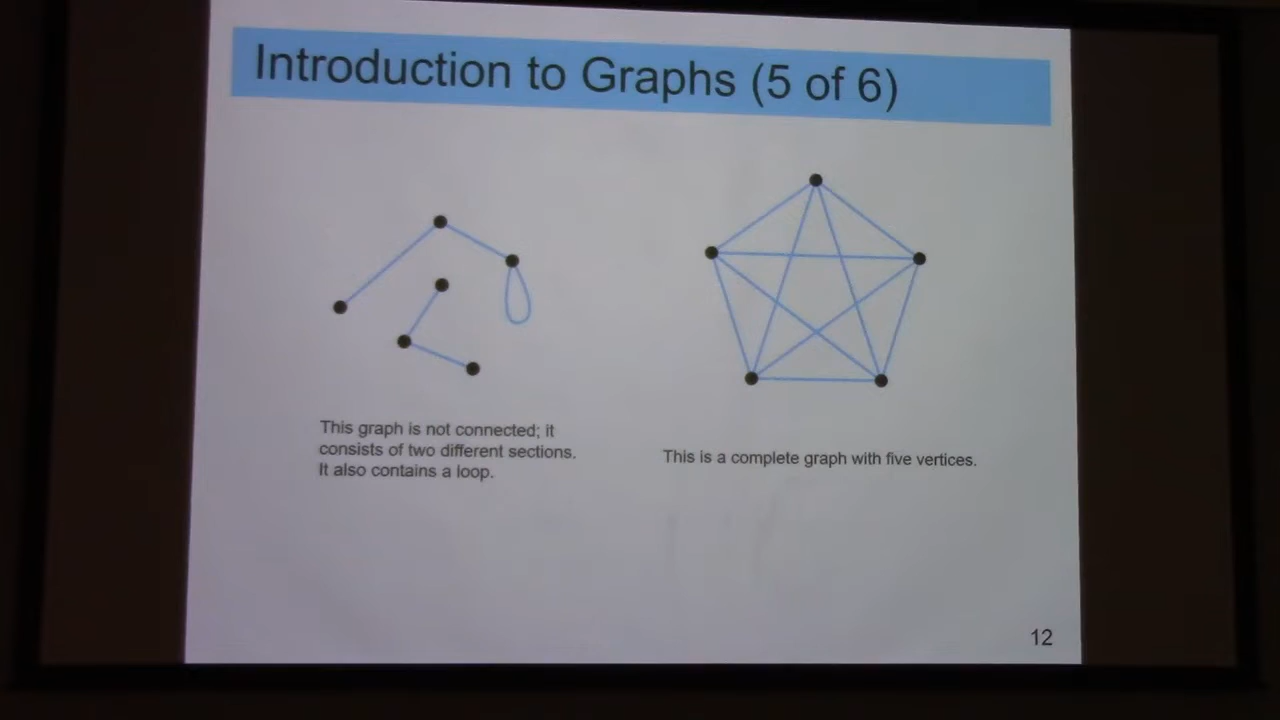 Introduction to Graphs (5 of 6)
This graph is not connected; it
consists of two different sections.
It also contains a loop.
This is a complete graph with five vertices.
12